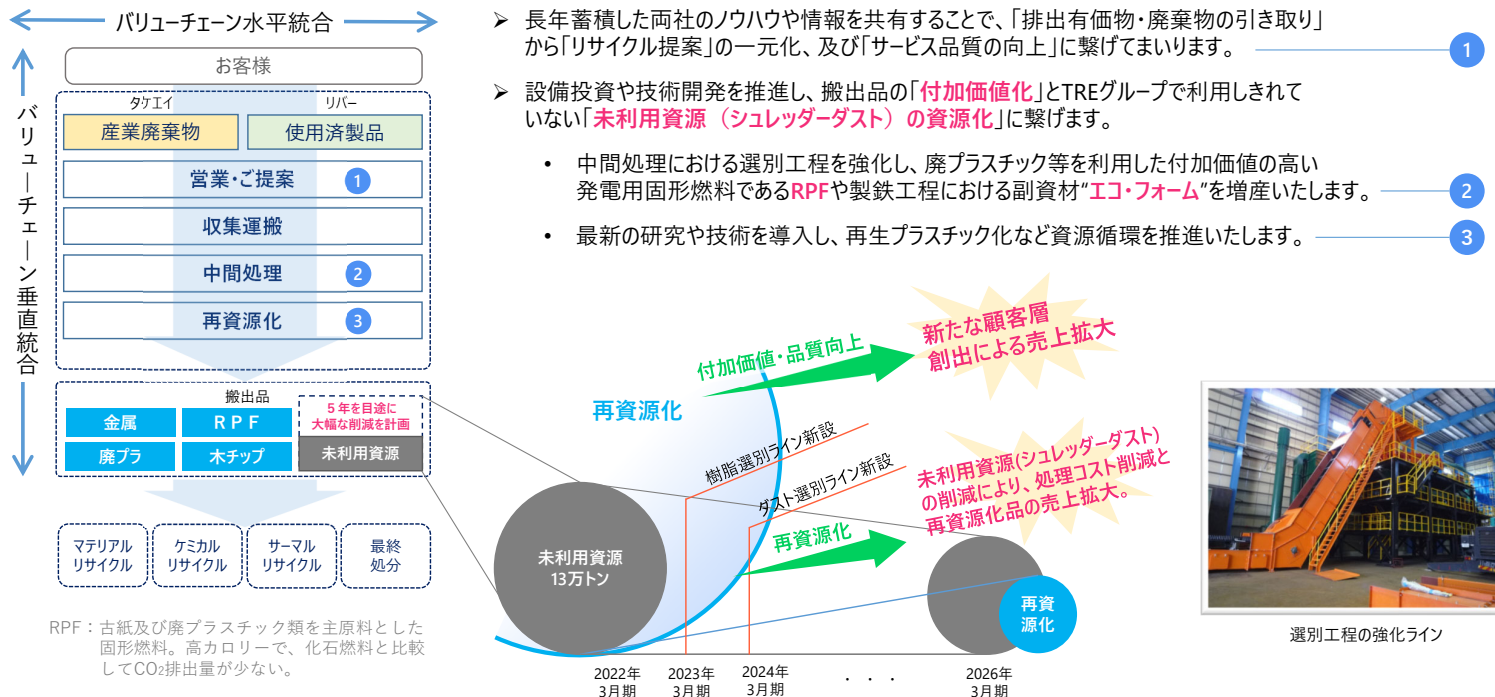 バリューチェーン水平統合
バリューチェーン垂直統合
お客様
タケエイ
リバー
産業廃棄物
使用済製品
営業・ご提案 1
収集運搬
中間処理 2
再資源化 3
搬出品
金属
RPF
5年を目途に
大幅な削減を計画
廃プラ
木チップ
未利用資源
マテリアル
リサイクル
ケミカル
リサイクル
サーマル
リサイクル
最終
処分
RPF：古紙及び廃プラスチック類を主原料とした
固形燃料。高カロリーで、化石燃料と比較
してCO₂排出量が少ない。
➢ 長年蓄積した両社のノウハウや情報を共有することで、「排出有価物・廃棄物の引き取り」
から「リサイクル提案」の一元化、及び「サービス品質の向上」に繋げてまいります。 1
➢ 設備投資や技術開発を推進し、搬出品の「付加価値化」とTREグループで利用しきれて
いない「未利用資源（シュレッダーダスト）の資源化」に繋げます。
• 中間処理における選別工程を強化し、廃プラスチック等を利用した付加価値の高い
発電用固形燃料であるRPFや製鉄工程における副資材“エコ・フォーム”を増産いたします。 2
• 最新の研究や技術を導入し、再生プラスチック化など資源循環を推進いたします。 3
付加価値・品質向上
新たな顧客層
創出による売上拡大
再資源化
樹脂選別ライン新設
ダスト選別ライン新設
未利用資源(シュレッダーダスト)
の削減により、処理コスト削減と
再資源化品の売上拡大。
再資源化
未利用資源
13万トン
再資
源化
2022年
3月期
2023年
3月期
2024年
3月期
・ ・ ・
2026年
3月期
選別工程の強化ライン